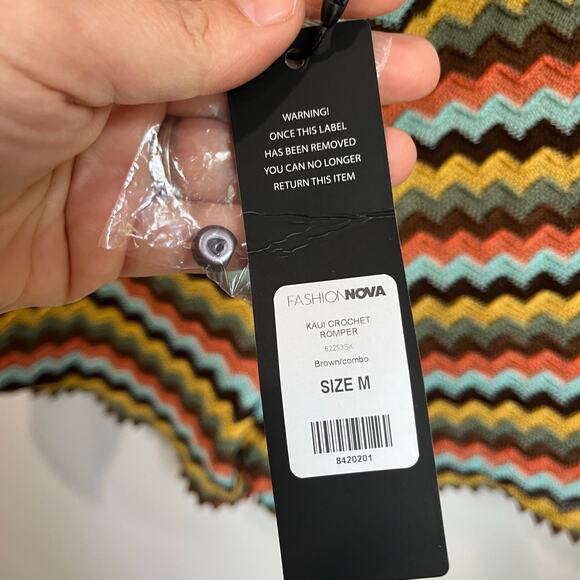 WARNING!
ONCE THIS LABEL
HAS BEEN REMOVED
YOU CAN NO LONGER
RETURN THIS ITEM
FASHIONNOVA
KAUI CROCHET
ROMPER
62253SK
Brown/combo
SIZE M
8420201